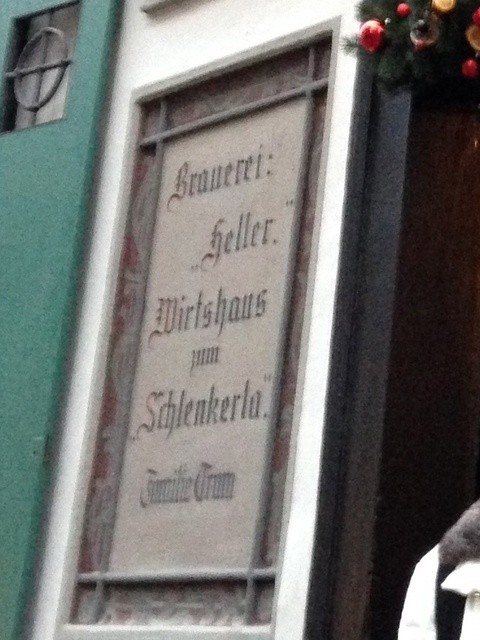 Brauerei:
„Heller.“
Wirtshaus
zum
„Schlenkerla.“
Familie Trum